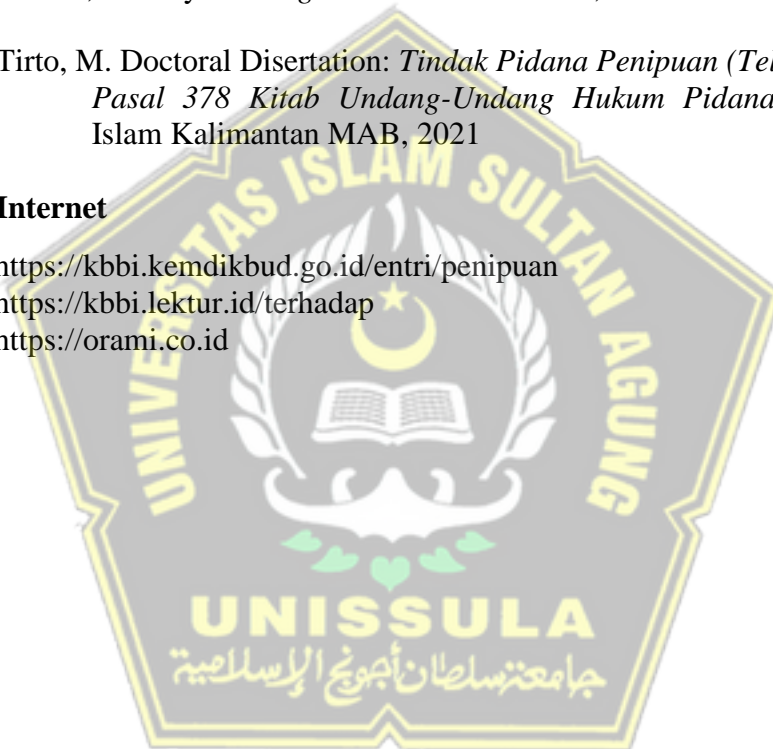 Tirto, M. Doctoral Disertation: Tindak Pidana Penipuan
Pasal 378 Kitab Undang-Undang Hukum Pidana
Islam Kalimantan MAB, 2021
Internet
https://kbbi.kemdikbud.go.id/entri/penipuan
https://kbbi.lektur.id/terhadap
https://orami.co.id
UNIVERSITAS ISLAM SULTAN AGUNG
UNISSULA
جامعة سلطان أجونج الإسلامية